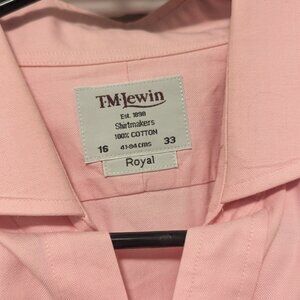 T·M·Lewin
Est. 1898
Shirtmakers
100% COTTON
16 41-84 CMS 33
Royal